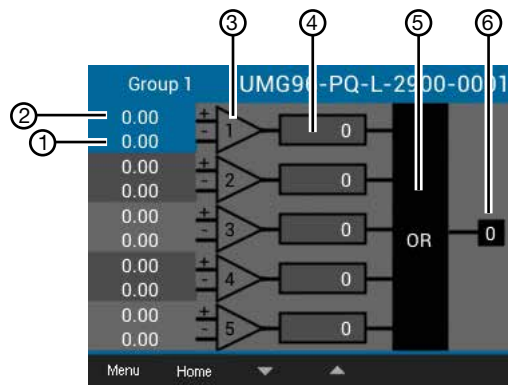 ③ ④ ⑤ ⑥
Group 1 UMG96-PQ-L-2900-0001
② 0.00 + 1 0
① 0.00 -
0.00 + 2 0
0.00 -
0.00 + 3 0 OR 0
0.00 -
0.00 + 4 0
0.00 -
0.00 + 5 0
0.00 -
Menu Home